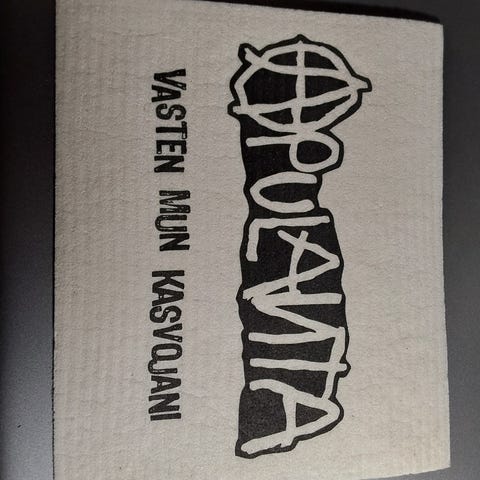 APULANTA
VASTEN MUN KASVOJANI